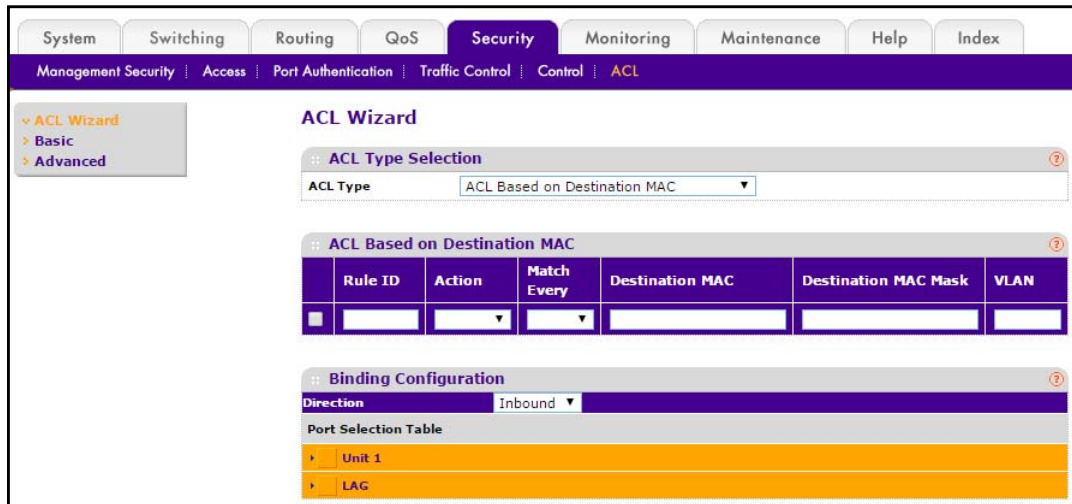 System Switching Routing QoS Security Monitoring Maintenance Help Index
Management Security Access Port Authentication Traffic Control Control ACL
ACL Wizard
Basic
Advanced
ACL Wizard
ACL Type Selection
ACL Type ACL Based on Destination MAC
ACL Based on Destination MAC
Rule ID Action Match Every Destination MAC Destination MAC Mask VLAN
Binding Configuration
Direction Inbound
Port Selection Table
Unit 1
LAG